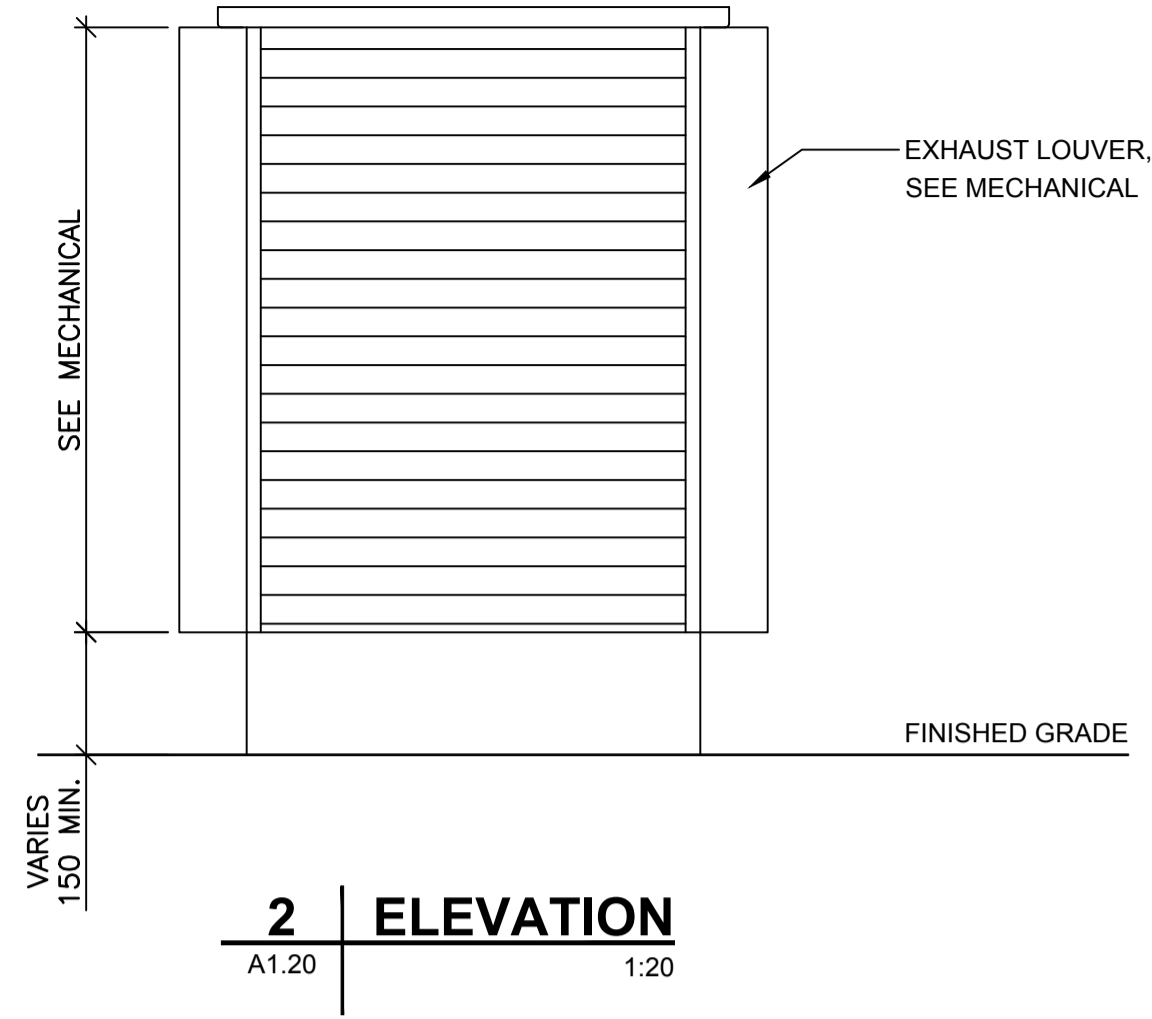 EXHAUST LOUVER,
SEE MECHANICAL
SEE MECHANICAL
FINISHED GRADE
VARIES
150 MIN.
2 ELEVATION
A1.20 1:20